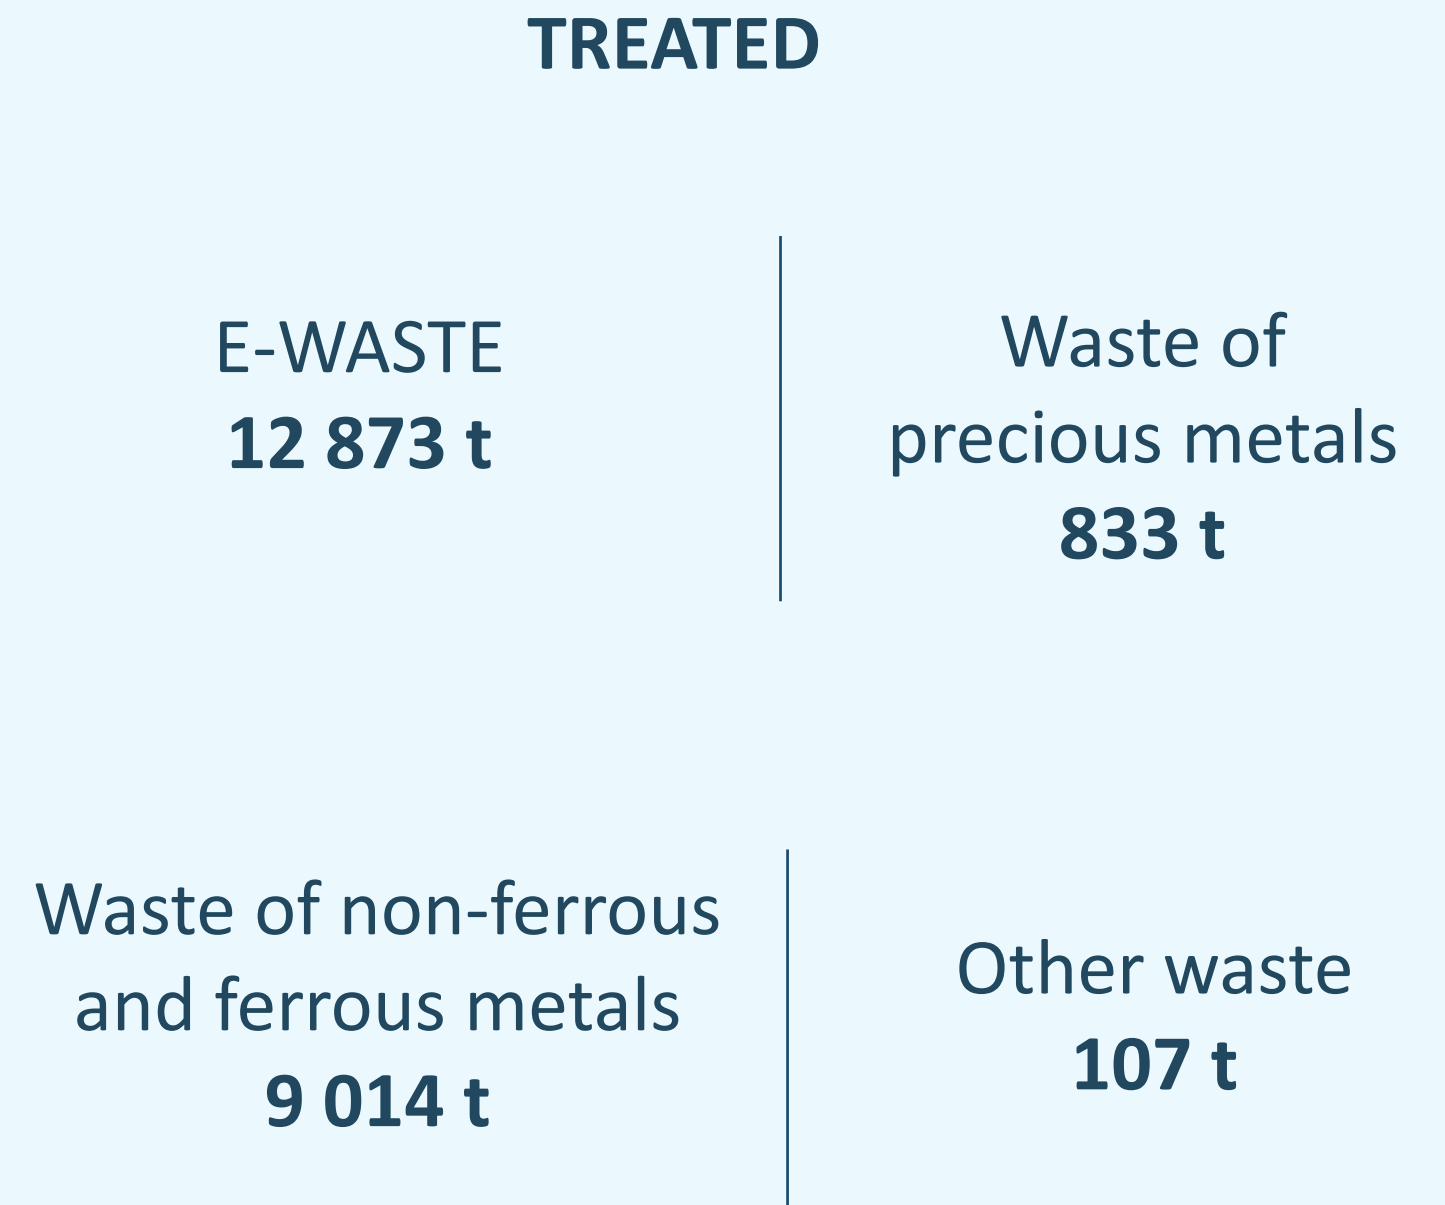 TREATED
E-WASTE
12 873 t
Waste of
precious metals
833 t
Waste of non-ferrous
and ferrous metals
9 014 t
Other waste
107 t